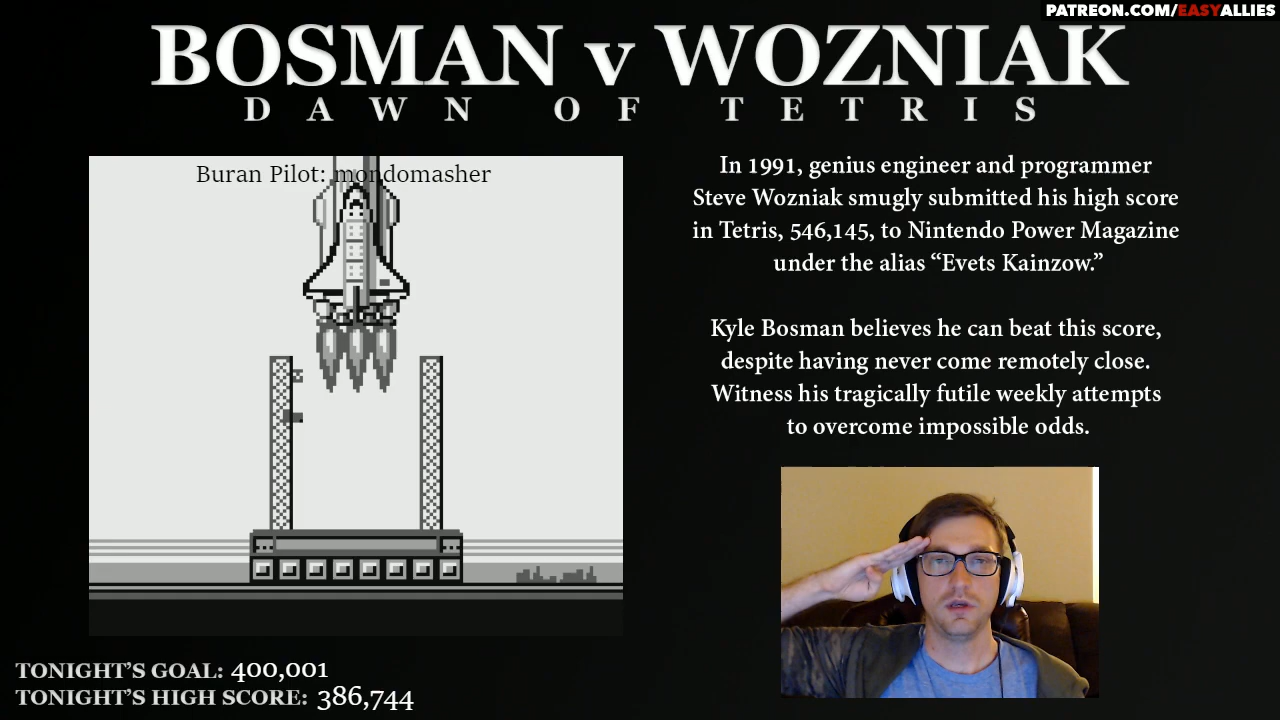 PATREON.COM/EASYALLIES
BOSMAN v WOZNIAK
DAWN OF TETRIS
Buran Pilot: mondomasher
In 1991, genius engineer and programmer
Steve Wozniak smugly submitted his high score
in Tetris, 546,145, to Nintendo Power Magazine
under the alias “Evets Kainzow.”
Kyle Bosman believes he can beat this score,
despite having never come remotely close.
Witness his tragically futile weekly attempts
to overcome impossible odds.
TONIGHT’S GOAL: 400,001
TONIGHT’S HIGH SCORE: 386,744